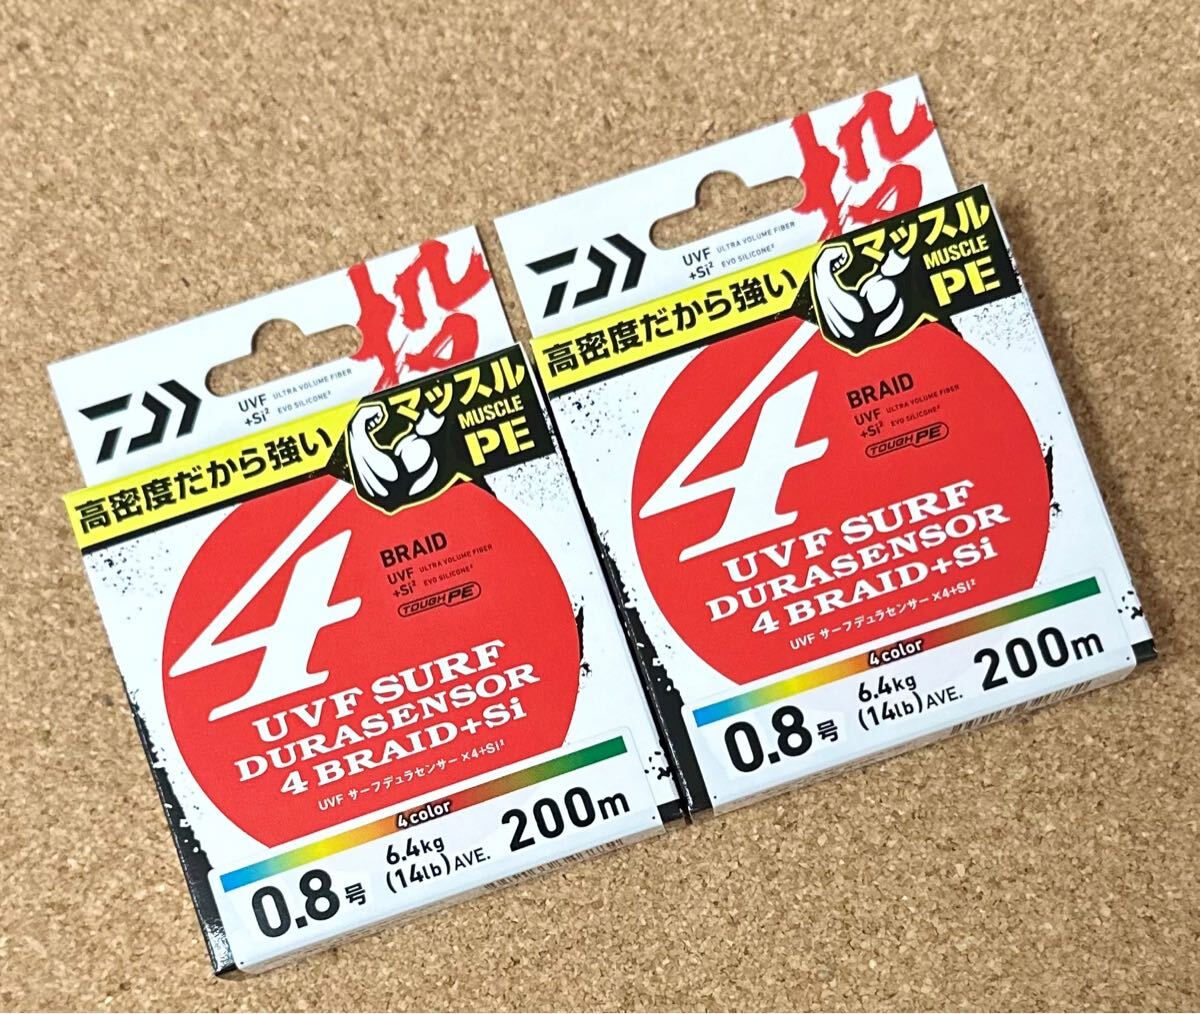 投
UVF ULTRA VOLUME FIBER
+Si² EVO SILICONE²
高密度だから強い
マッスル
MUSCLE
PE
4
BRAID
UVF ULTRA VOLUME FIBER
+Si² EVO SILICONE²
TOUGH PE
UVF SURF
DURASENSOR
4 BRAID+Si
UVF サーフデュラセンサー×4+Si²
4color
0.8号
6.4kg
(14lb)AVE.
200m
投
UVF ULTRA VOLUME FIBER
+Si² EVO SILICONE²
高密度だから強い
マッスル
MUSCLE
PE
4
BRAID
UVF ULTRA VOLUME FIBER
+Si² EVO SILICONE²
TOUGH PE
UVF SURF
DURASENSOR
4 BRAID+Si
UVF サーフデュラセンサー×4+Si²
4color
0.8号
6.4kg
(14lb)AVE.
200m